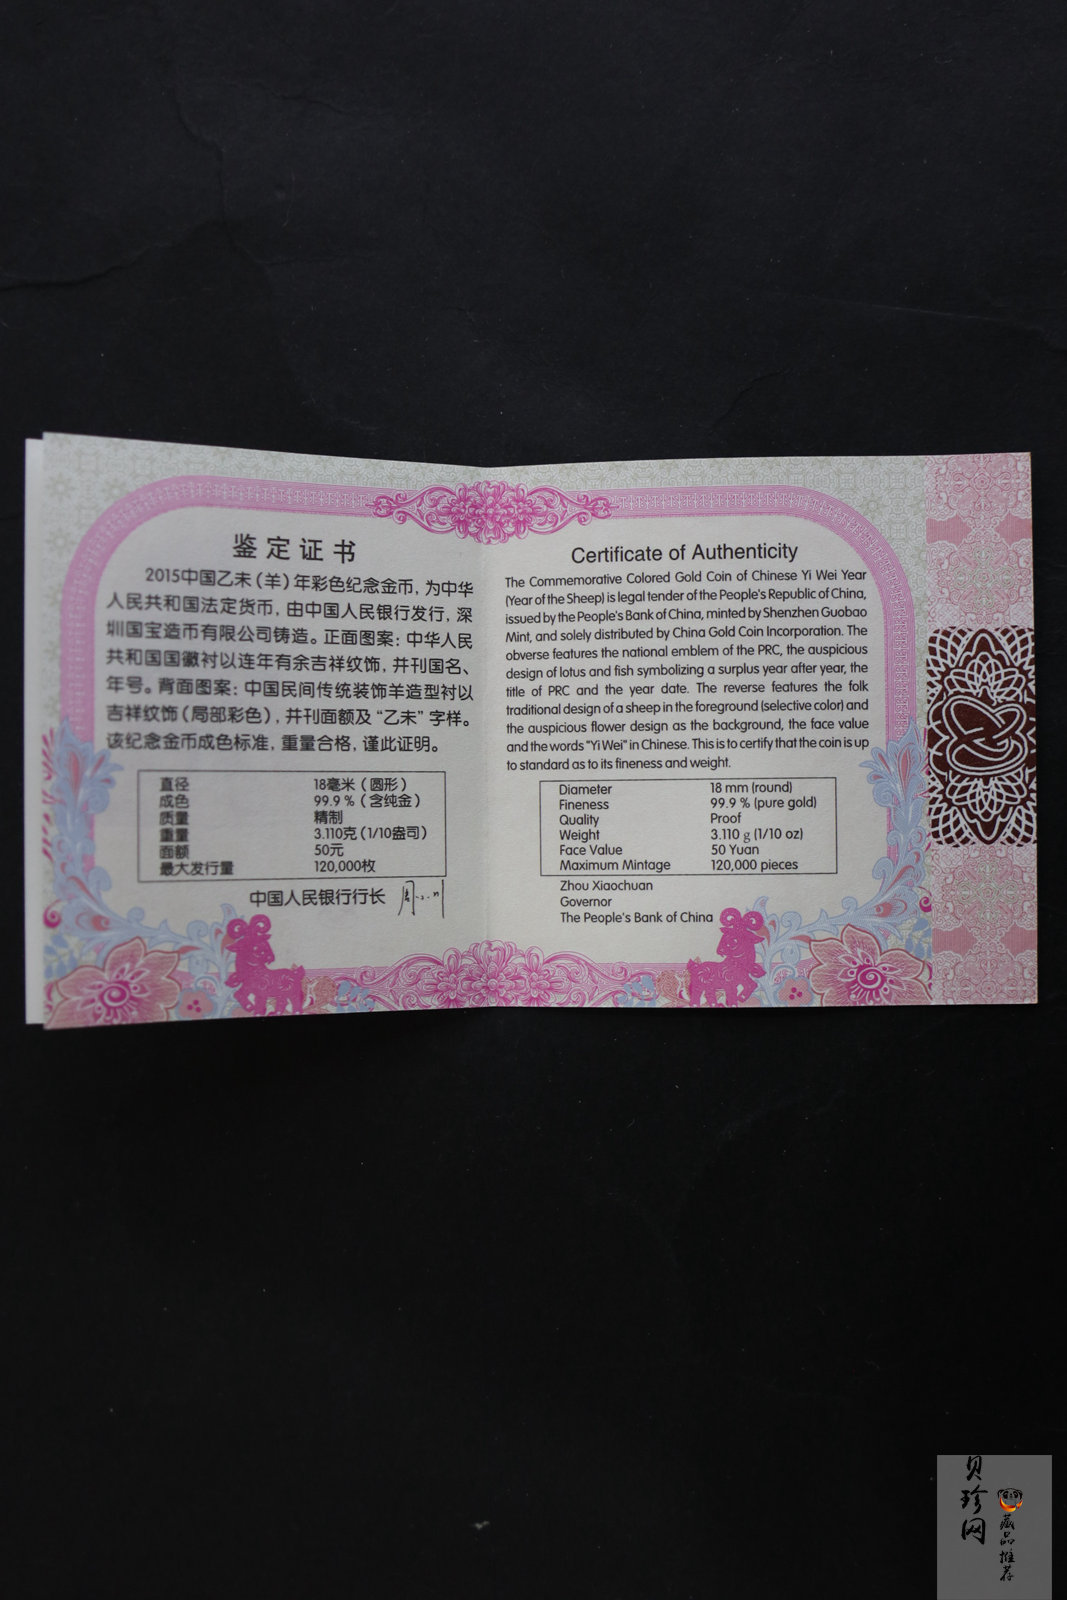 鉴定证书
2015中国乙未（羊）年彩色纪念金币，为中华
人民共和国法定货币，由中国人民银行发行，深
圳国宝造币有限公司铸造。正面图案：中华人民
共和国国徽衬以连年有余吉祥纹饰，并刊国名、
年号。背面图案：中国民间传统装饰羊造型衬以
吉祥纹饰（局部彩色），并刊面额及“乙未”字样。
该纪念金币成色标准，重量合格，谨此证明。
直径 18毫米（圆形）
成色 99.9％（含纯金）
质量 精制
重量 3.110克（1/10盎司）
面额 50元
最大发行量 120,000枚
中国人民银行行长
Certificate of Authenticity
The Commemorative Colored Gold Coin of Chinese Yi Wei Year
(Year of the Sheep) is legal tender of the People's Republic of China,
issued by the People's Bank of China, minted by Shenzhen Guobao
Mint, and solely distributed by China Gold Coin Incorporation. The
obverse features the national emblem of the PRC, the auspicious
design of lotus and fish symbolizing a surplus year after year, the
title of PRC and the year date. The reverse features the folk
traditional design of a sheep in the foreground (selective color) and
the auspicious flower design as the background, the face value
and the words "Yi Wei" in Chinese. This is to certify that the coin is up
to standard as to its fineness and weight.
Diameter 18 mm (round)
Fineness 99.9 % (pure gold)
Quality Proof
Weight 3.110 g (1/10 oz)
Face Value 50 Yuan
Maximum Mintage 120,000 pieces
Zhou Xiaochuan
Governor
The People's Bank of China
贝珍网
藏品推荐